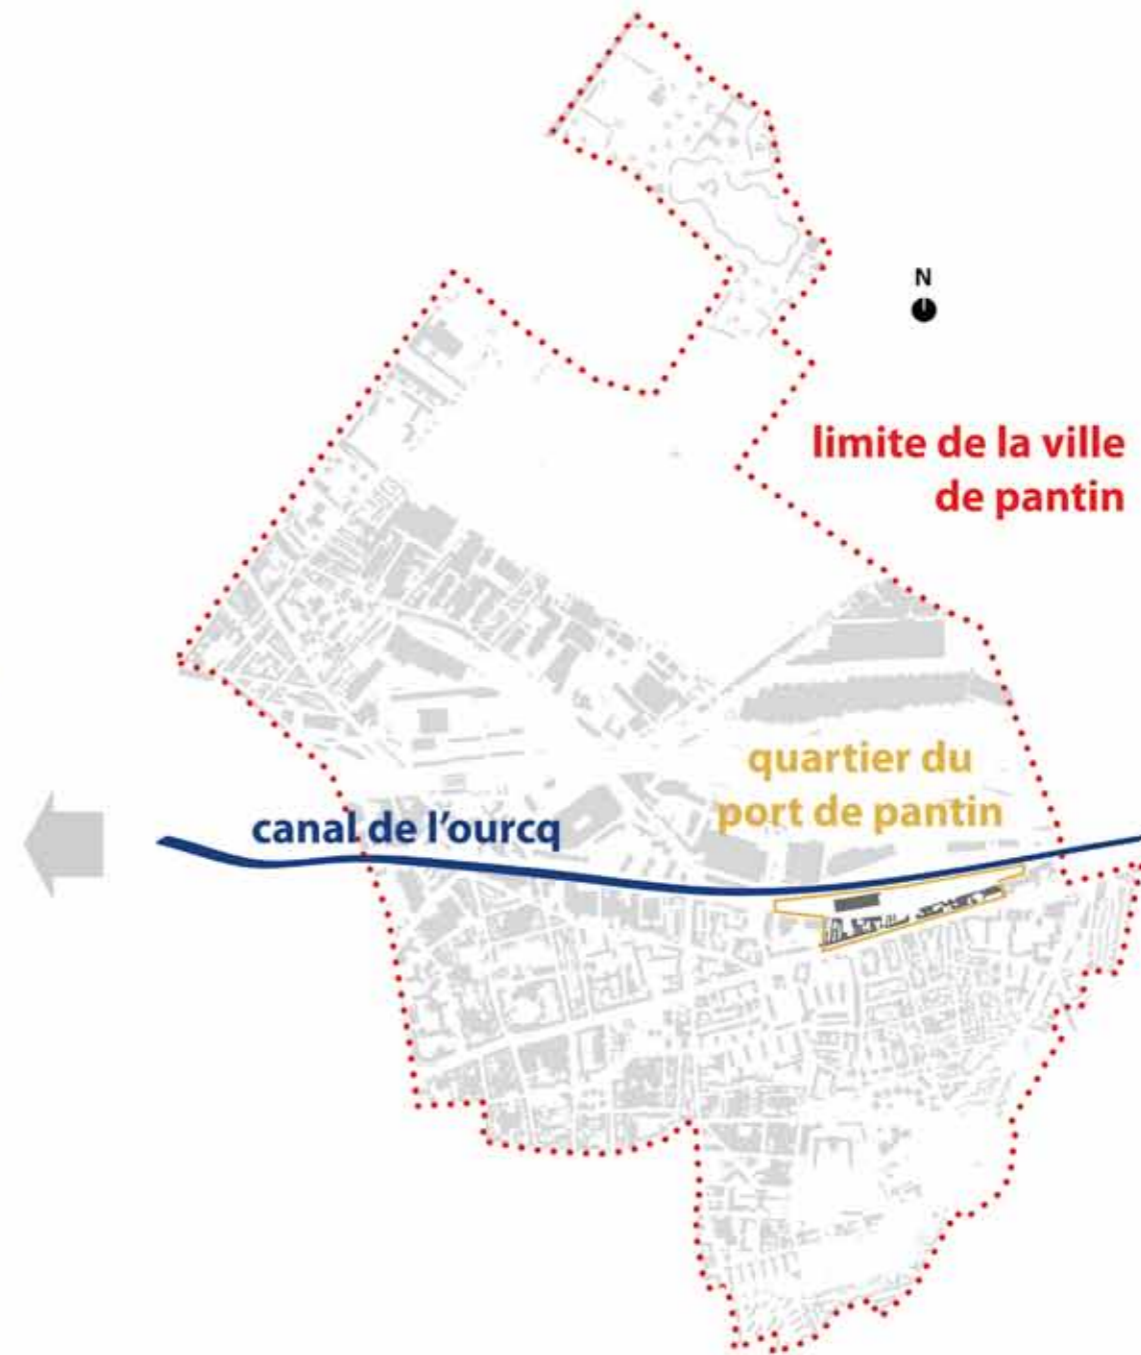 N
limite de la ville
de pantin
quartier du
port de pantin
canal de l'ourcq